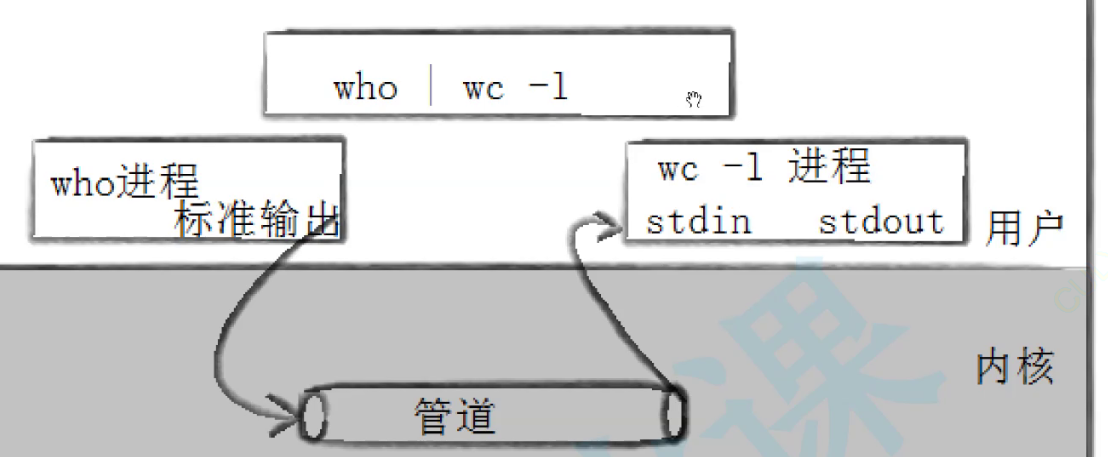 who | wc -l
who进程
标准输出
wc -l 进程
stdin stdout
用户
内核
管道
课